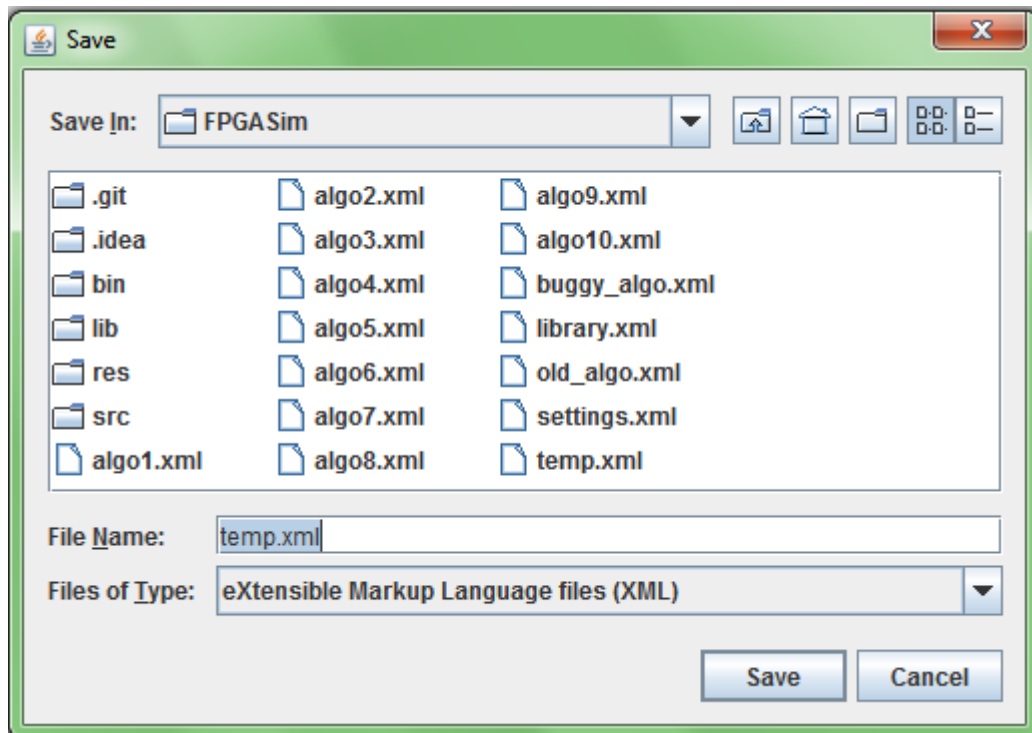 Save
Save In: FPGASim
.git algo2.xml algo9.xml
.idea algo3.xml algo10.xml
bin algo4.xml buggy_algo.xml
lib algo5.xml library.xml
res algo6.xml old_algo.xml
src algo7.xml settings.xml
algo1.xml algo8.xml temp.xml
File Name: temp.xml
Files of Type: eXtensible Markup Language files (XML)
Save Cancel